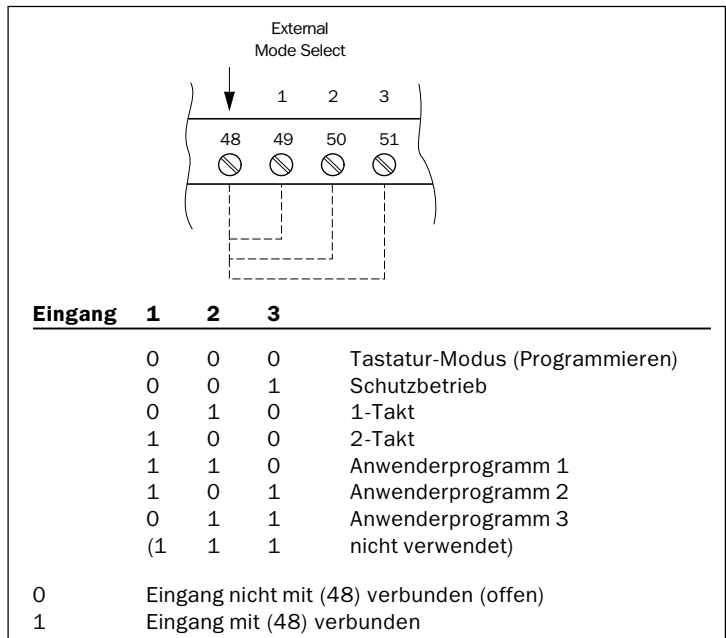 External
Mode Select
1 2 3
48 49 50 51
Eingang 1 2 3
0 0 0 Tastatur-Modus (Programmieren)
0 0 1 Schutzbetrieb
0 1 0 1-Takt
1 0 0 2-Takt
1 1 0 Anwenderprogramm 1
1 0 1 Anwenderprogramm 2
0 1 1 Anwenderprogramm 3
(1 1 1 nicht verwendet)
0 Eingang nicht mit (48) verbunden (offen)
1 Eingang mit (48) verbunden